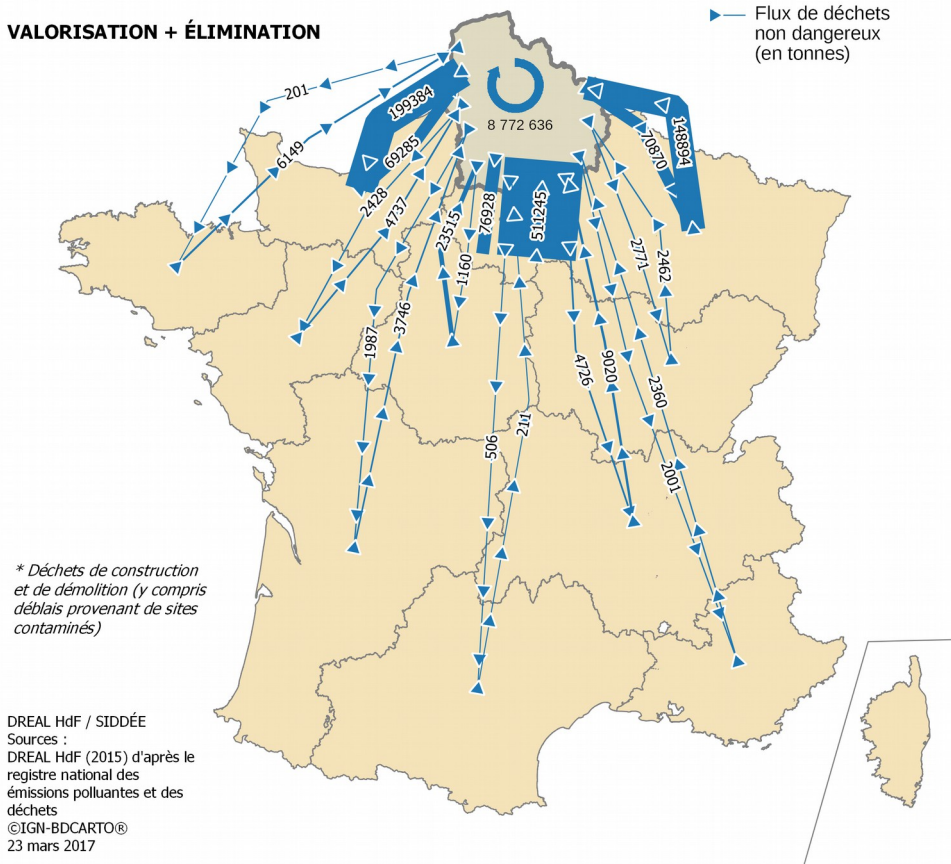 VALORISATION + ÉLIMINATION
Flux de déchets
non dangereux
(en tonnes)
8 772 636
201
199384
6149
69285
2428
4737
148894
70870
76928
511245
23515
1160
2771
2462
1987
3746
4726
9020
2360
506
211
2001
* Déchets de construction
et de démolition (y compris
déblais provenant de sites
contaminés)
DREAL HdF / SIDDÉE
Sources :
DREAL HdF (2015) d'après le
registre national des
émissions polluantes et des
déchets
©IGN-BDCARTO®
23 mars 2017